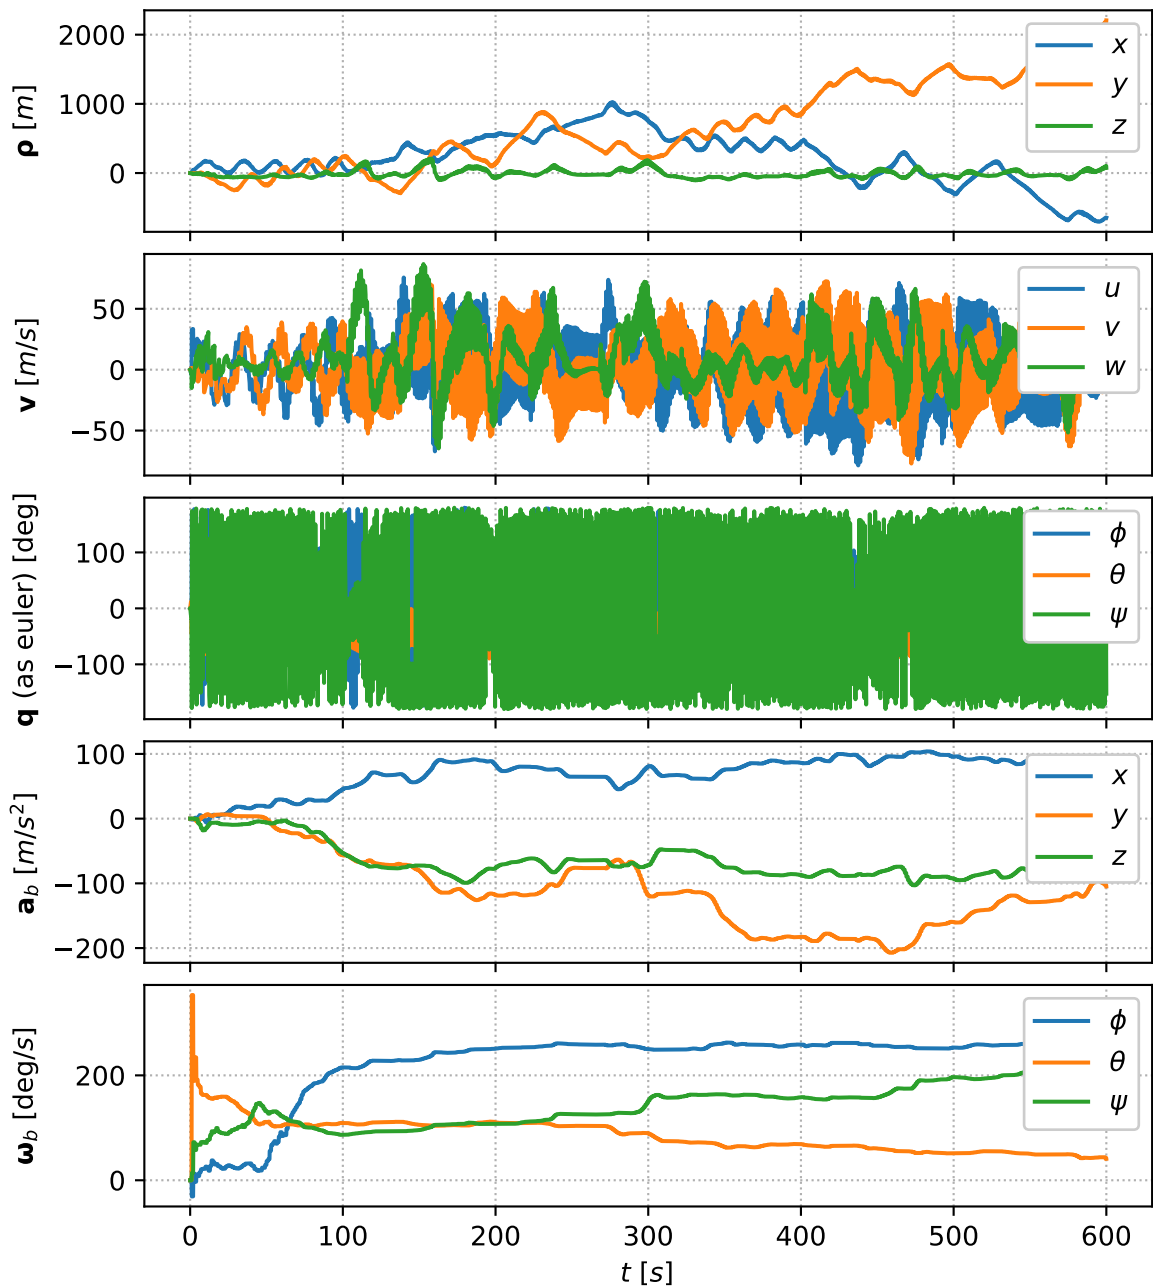 2000
1000
0
ρ [m]
x
y
z
50
0
−50
v [m/s]
u
v
w
100
0
−100
q (as euler) [deg]
ϕ
θ
ψ
100
0
−100
−200
a_b [m/s²]
x
y
z
200
0
ω_b [deg/s]
ϕ
θ
ψ
0 100 200 300 400 500 600
t [s]